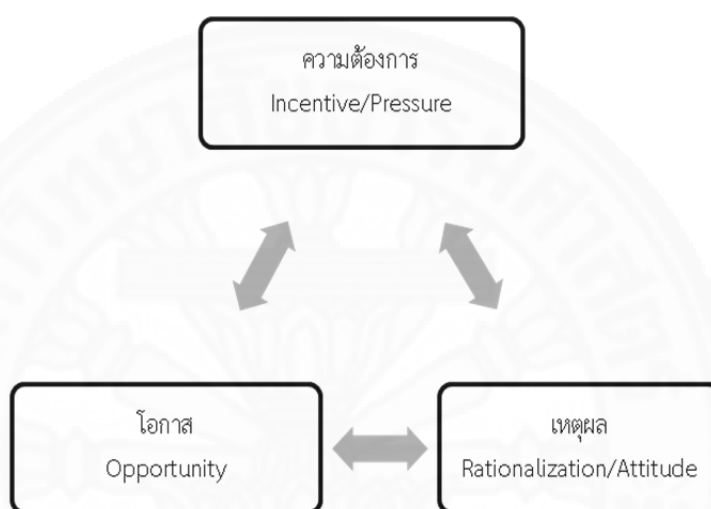 ความต้องการ
Incentive/Pressure
โอกาส
Opportunity
เหตุผล
Rationalization/Attitude